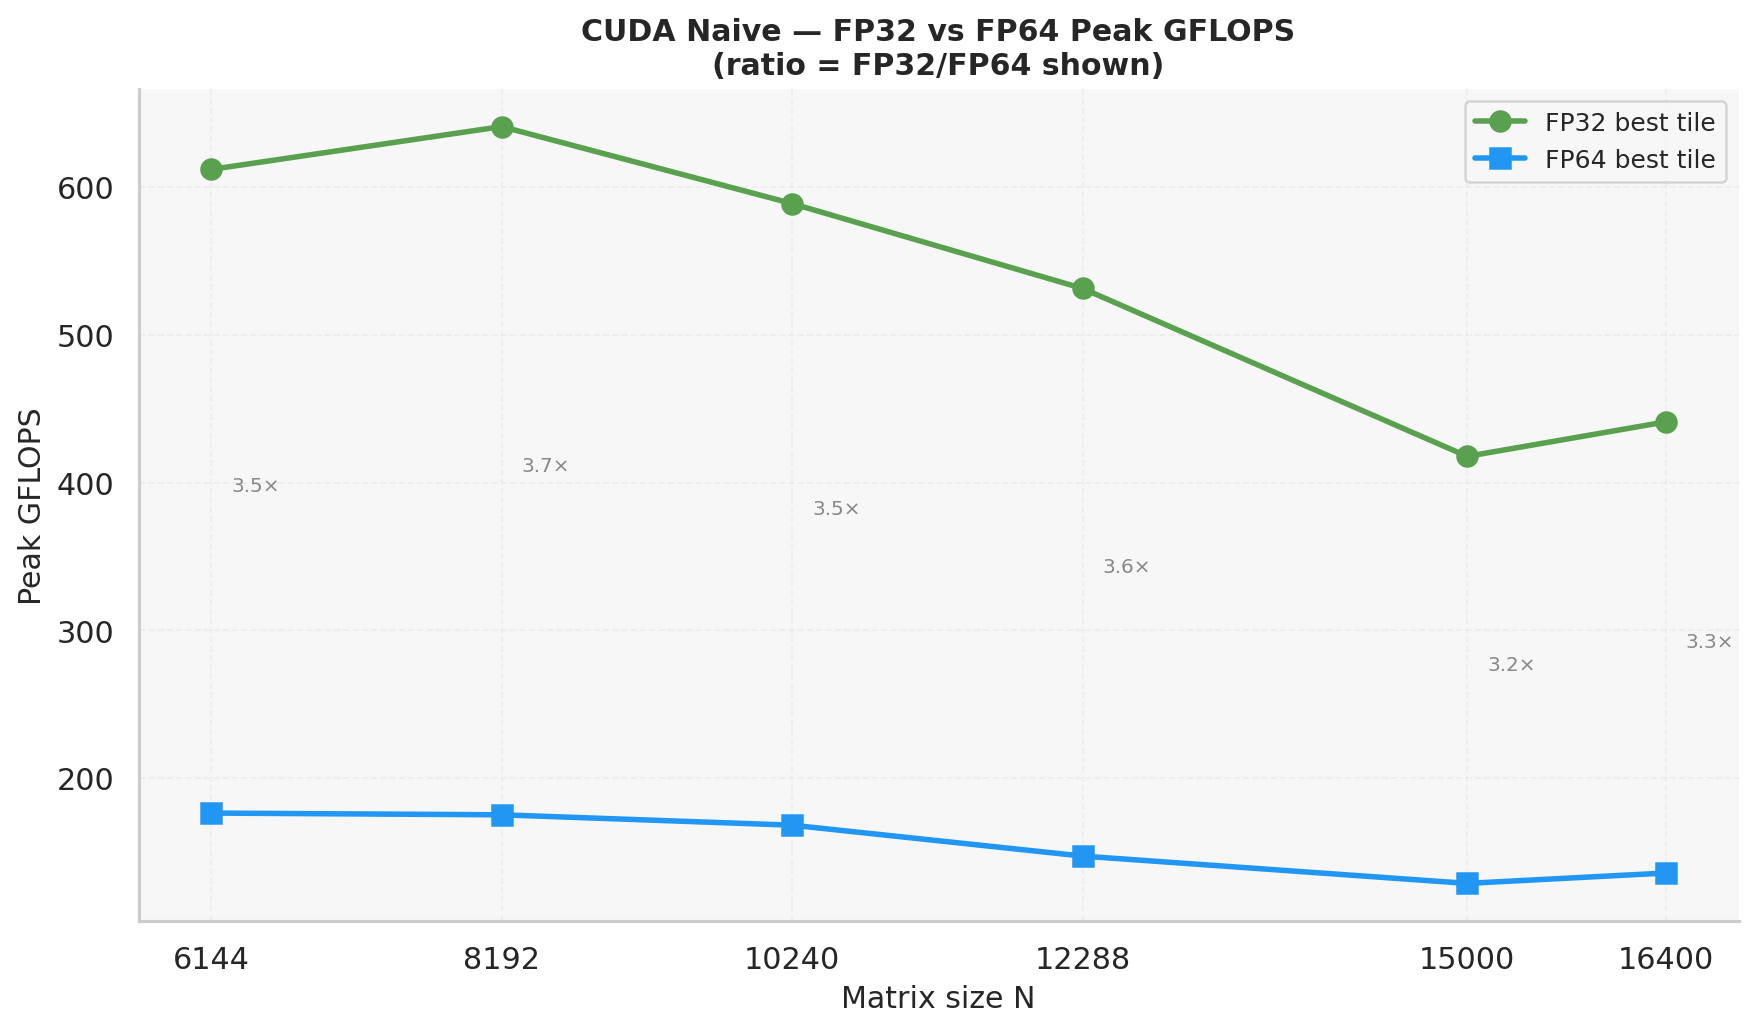 CUDA Naive — FP32 vs FP64 Peak GFLOPS
(ratio = FP32/FP64 shown)
FP32 best tile
FP64 best tile
Peak GFLOPS
600
500
400
300
200
3.5×
3.7×
3.5×
3.6×
3.2×
3.3×
6144
8192
10240
12288
15000
16400
Matrix size N